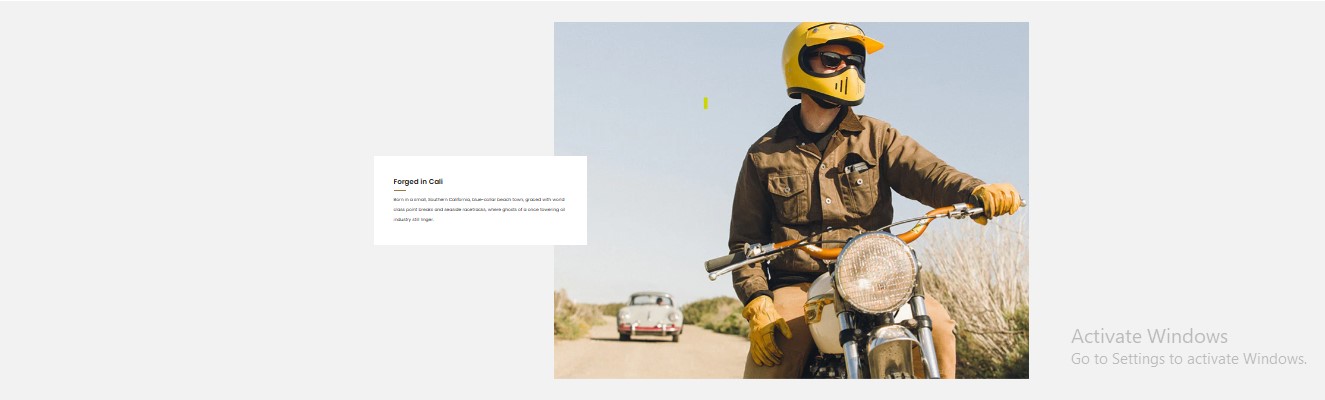 Forged in Cali
Born in a small, Southern California, blue-collar beach town, graced with world
class point breaks and seaside racetracks, where ghosts of a once towering oil
industry still linger.
Activate Windows
Go to Settings to activate Windows.